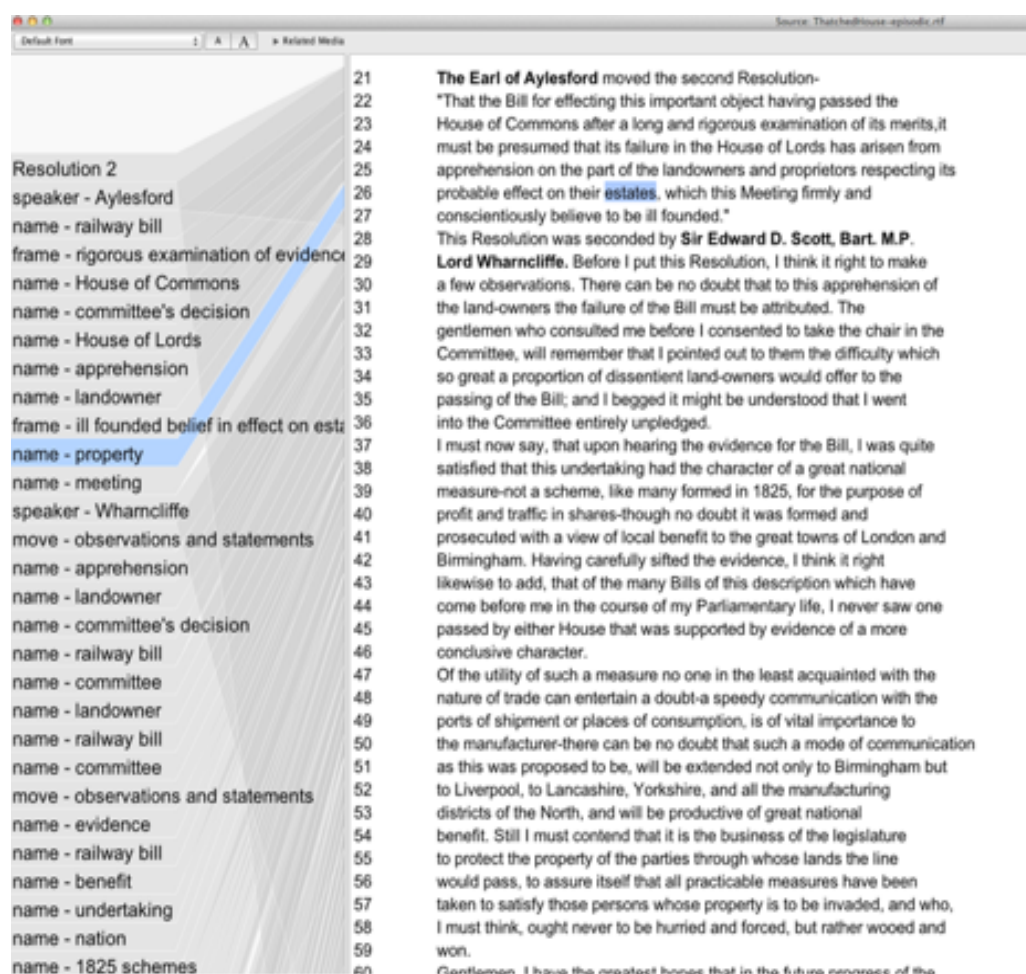 Source: ThatchedHouse-episodic.rtf
Default Font A A Related Media
Resolution 2
speaker - Aylesford
name - railway bill
frame - rigorous examination of evidence
name - House of Commons
name - committee's decision
name - House of Lords
name - apprehension
name - landowner
frame - ill founded belief in effect on esta
name - property
name - meeting
speaker - Wharncliffe
move - observations and statements
name - apprehension
name - landowner
name - committee's decision
name - railway bill
name - committee
name - landowner
name - railway bill
name - committee
move - observations and statements
name - evidence
name - railway bill
name - benefit
name - undertaking
name - nation
name - 1825 schemes
21 The Earl of Aylesford moved the second Resolution-
22 "That the Bill for effecting this important object having passed the
23 House of Commons after a long and rigorous examination of its merits,it
24 must be presumed that its failure in the House of Lords has arisen from
25 apprehension on the part of the landowners and proprietors respecting its
26 probable effect on their estates, which this Meeting firmly and
27 conscientiously believe to be ill founded."
28 This Resolution was seconded by Sir Edward D. Scott, Bart. M.P.
29 Lord Wharncliffe. Before I put this Resolution, I think it right to make
30 a few observations. There can be no doubt that to this apprehension of
31 the land-owners the failure of the Bill must be attributed. The
32 gentlemen who consulted me before I consented to take the chair in the
33 Committee, will remember that I pointed out to them the difficulty which
34 so great a proportion of dissentient land-owners would offer to the
35 passing of the Bill; and I begged it might be understood that I went
36 into the Committee entirely unpledged.
37 I must now say, that upon hearing the evidence for the Bill, I was quite
38 satisfied that this undertaking had the character of a great national
39 measure-not a scheme, like many formed in 1825, for the purpose of
40 profit and traffic in shares-though no doubt it was formed and
41 prosecuted with a view of local benefit to the great towns of London and
42 Birmingham. Having carefully sifted the evidence, I think it right
43 likewise to add, that of the many Bills of this description which have
44 come before me in the course of my Parliamentary life, I never saw one
45 passed by either House that was supported by evidence of a more
46 conclusive character.
47 Of the utility of such a measure no one in the least acquainted with the
48 nature of trade can entertain a doubt-a speedy communication with the
49 ports of shipment or places of consumption, is of vital importance to
50 the manufacturer-there can be no doubt that such a mode of communication
51 as this was proposed to be, will be extended not only to Birmingham but
52 to Liverpool, to Lancashire, Yorkshire, and all the manufacturing
53 districts of the North, and will be productive of great national
54 benefit. Still I must contend that it is the business of the legislature
55 to protect the property of the parties through whose lands the line
56 would pass, to assure itself that all practicable measures have been
57 taken to satisfy those persons whose property is to be invaded, and who,
58 I must think, ought never to be hurried and forced, but rather wooed and
59 won.
60 Gentlemen, I have the greatest hopes that in the future progress of the